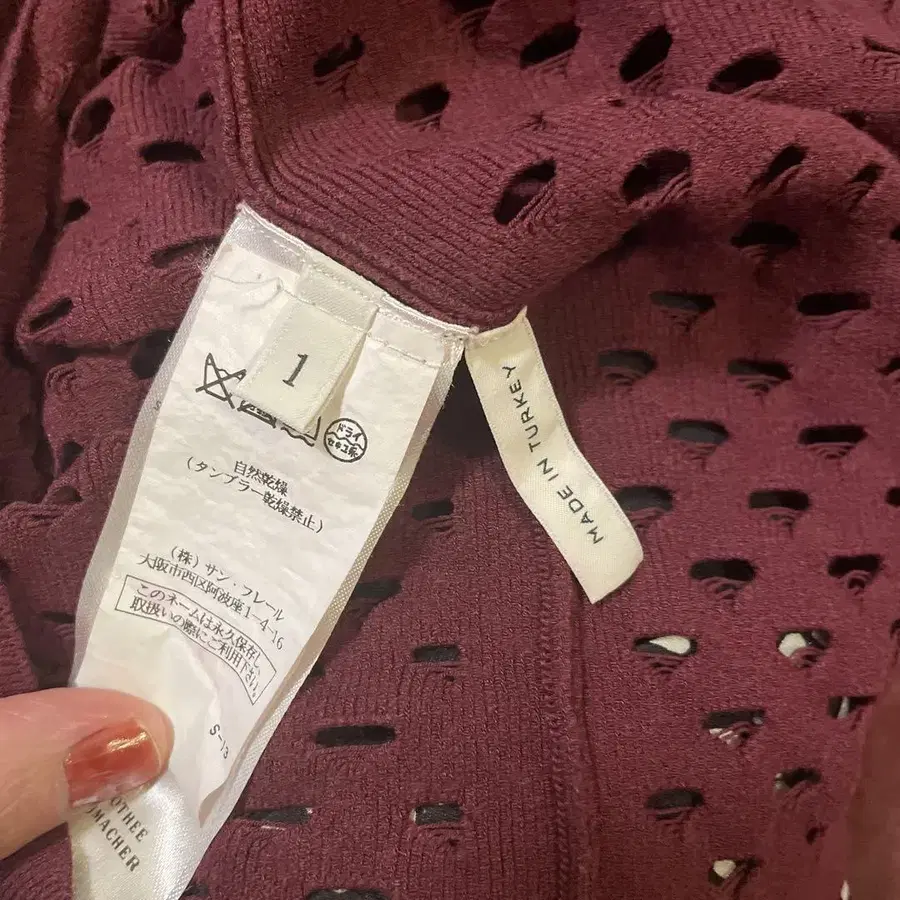 1
ドライ
セキユ系
自然乾燥
(タンブラー乾燥禁止)
(株)サン・フレール
大阪市西区阿波座1-4-16
このネームは永久保存し、
取扱いの際にご利用下さい。
S-13
OTHEE
MACHER
MADE IN TURKEY